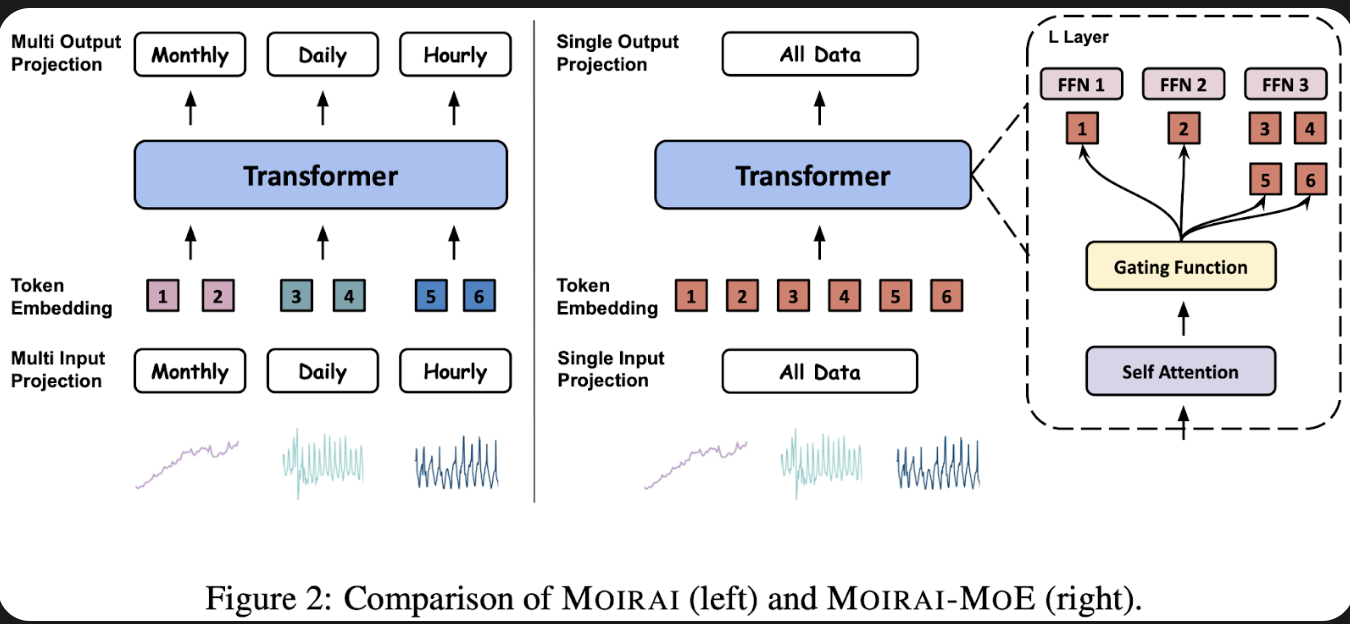 Multi Output
Projection
Monthly
Daily
Hourly
Transformer
Token
Embedding
1 2 3 4 5 6
Multi Input
Projection
Monthly
Daily
Hourly
Single Output
Projection
All Data
Transformer
Token
Embedding
1 2 3 4 5 6
Single Input
Projection
All Data
L Layer
FFN 1 FFN 2 FFN 3
1 2 3 4
5 6
Gating Function
Self Attention
Figure 2: Comparison of MOIRAI (left) and MOIRAI-MOE (right).